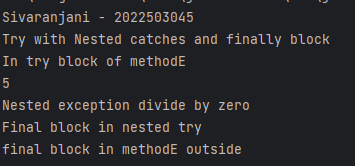 Sivaranjani - 2022503045
Try with Nested catches and finally block
In try block of methodE
5
Nested exception divide by zero
Final block in nested try
final block in methodE outside